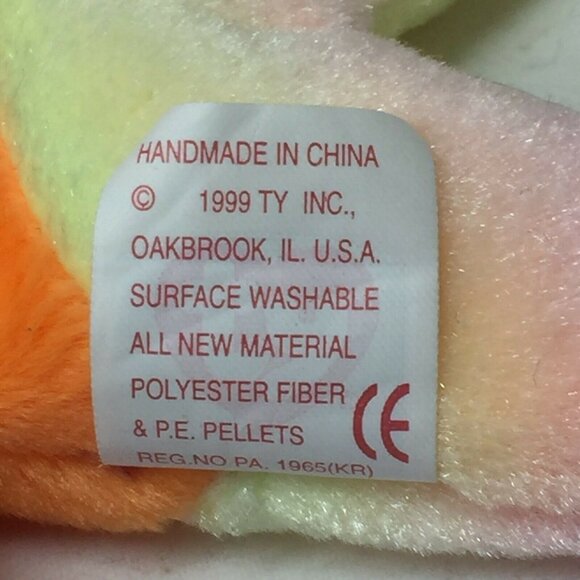 HANDMADE IN CHINA
© 1999 TY INC.,
OAKBROOK, IL. U.S.A.
SURFACE WASHABLE
ALL NEW MATERIAL
POLYESTER FIBER
& P.E. PELLETS CE
REG.NO PA. 1965(KR)